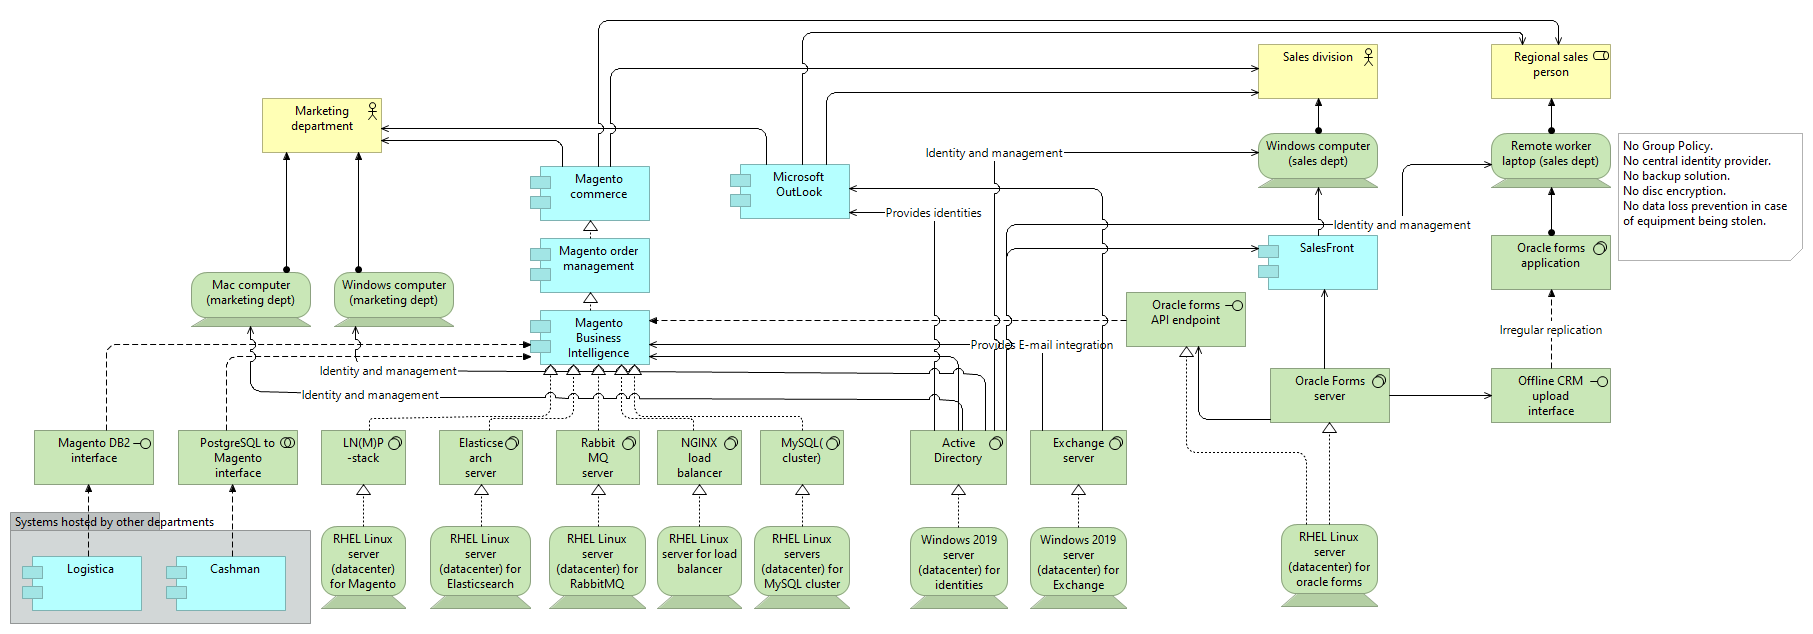 Sales division
Regional sales
person
Marketing
department
Windows computer
(sales dept)
Remote worker
laptop (sales dept)
No Group Policy.
No central identity provider.
No backup solution.
No disc encryption.
No data loss prevention in case
of equipment being stolen.
Identity and management
Magento
commerce
Microsoft
OutLook
Provides identities
Identity and management
Magento order
management
SalesFront
Oracle forms
application
Mac computer
(marketing dept)
Windows computer
(marketing dept)
Oracle forms
API endpoint
Magento
Business
Intelligence
Irregular replication
Provides E-mail integration
Identity and management
Identity and management
Oracle Forms
server
Offline CRM
upload
interface
Magento DB2
interface
PostgreSQL to
Magento
interface
LN(M)P
-stack
Elasticse
arch
server
Rabbit
MQ
server
NGINX
load
balancer
MySQL(
cluster)
Active
Directory
Exchange
server
Systems hosted by other departments
Logistica
Cashman
RHEL Linux
server
(datacenter)
for Magento
RHEL Linux
server
(datacenter) for
Elasticsearch
RHEL Linux
server
(datacenter) for
RabbitMQ
RHEL Linux
server for load
balancer
RHEL Linux
servers
(datacenter) for
MySQL cluster
Windows 2019
server
(datacenter) for
identities
Windows 2019
server
(datacenter) for
Exchange
RHEL Linux
server
(datacenter) for
oracle forms